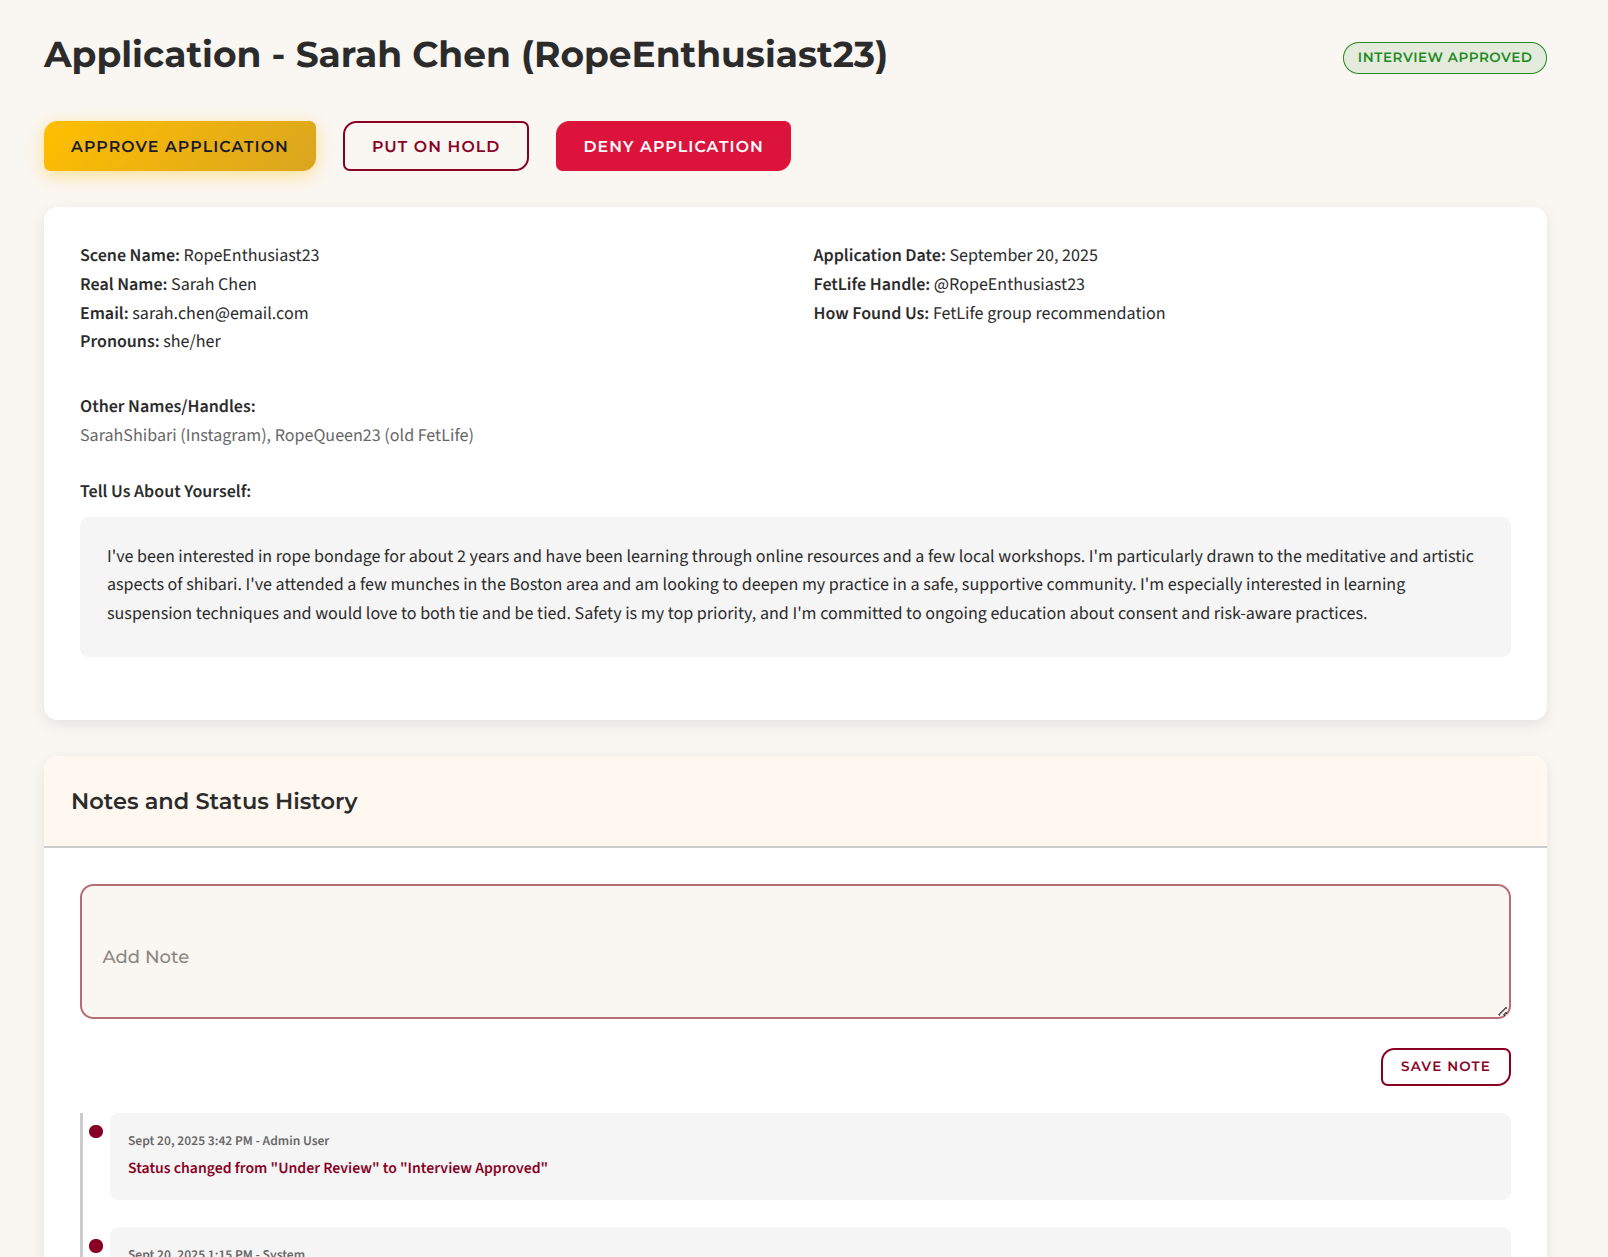 Application - Sarah Chen (RopeEnthusiast23)
INTERVIEW APPROVED
APPROVE APPLICATION
PUT ON HOLD
DENY APPLICATION
Scene Name: RopeEnthusiast23
Real Name: Sarah Chen
Email: sarah.chen@email.com
Pronouns: she/her
Application Date: September 20, 2025
FetLife Handle: @RopeEnthusiast23
How Found Us: FetLife group recommendation
Other Names/Handles:
SarahShibari (Instagram), RopeQueen23 (old FetLife)
Tell Us About Yourself:
I've been interested in rope bondage for about 2 years and have been learning through online resources and a few local workshops. I'm particularly drawn to the meditative and artistic
aspects of shibari. I've attended a few munches in the Boston area and am looking to deepen my practice in a safe, supportive community. I'm especially interested in learning
suspension techniques and would love to both tie and be tied. Safety is my top priority, and I'm committed to ongoing education about consent and risk-aware practices.
Notes and Status History
Add Note
SAVE NOTE
Sept 20, 2025 3:42 PM - Admin User
Status changed from "Under Review" to "Interview Approved"
Sept 20, 2025 1:15 PM - System